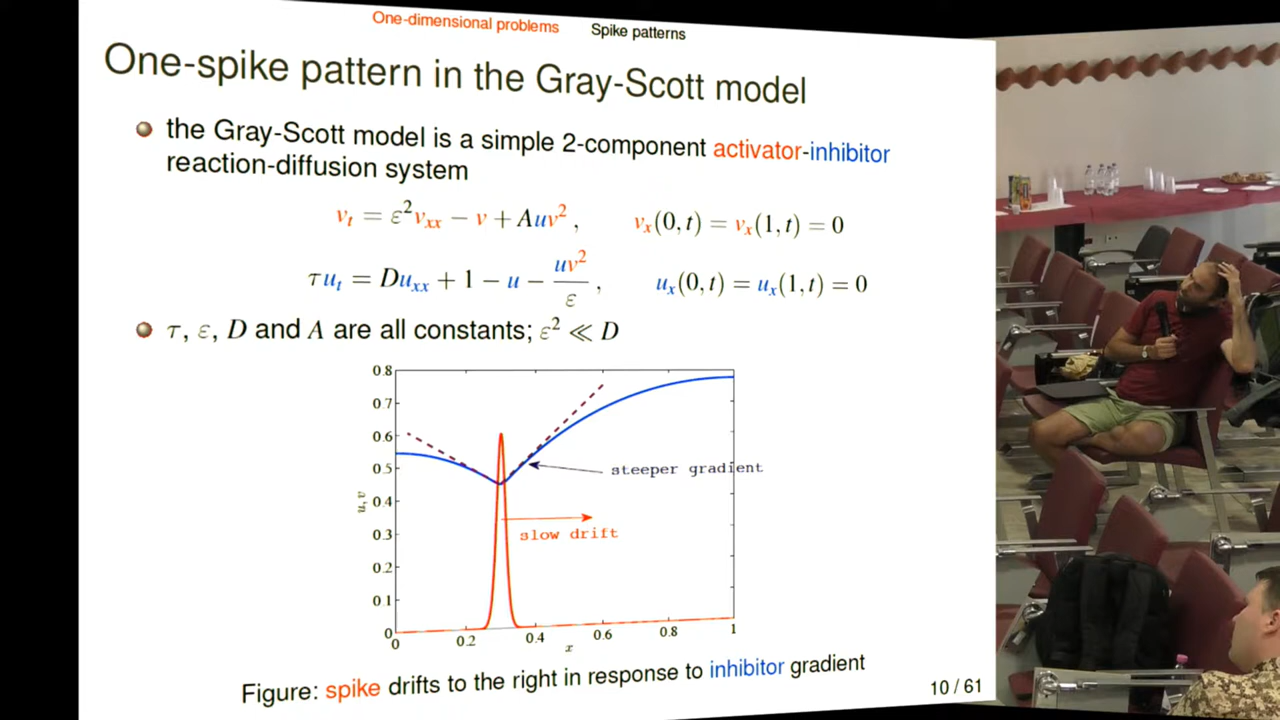 One-dimensional problems Spike patterns
One-spike pattern in the Gray-Scott model
the Gray-Scott model is a simple 2-component activator-inhibitor
reaction-diffusion system
v_t = ε²v_xx − v + Auv² , v_x(0,t) = v_x(1,t) = 0
τu_t = Du_xx + 1 − u − uv²/ε , u_x(0,t) = u_x(1,t) = 0
τ, ε, D and A are all constants; ε² ≪ D
0.8
0.7
0.6
0.5
0.4
0.3
0.2
0.1
0
u, v
steeper gradient
slow drift
0 0.2 0.4 0.6 0.8 1
x
Figure: spike drifts to the right in response to inhibitor gradient
10 / 61